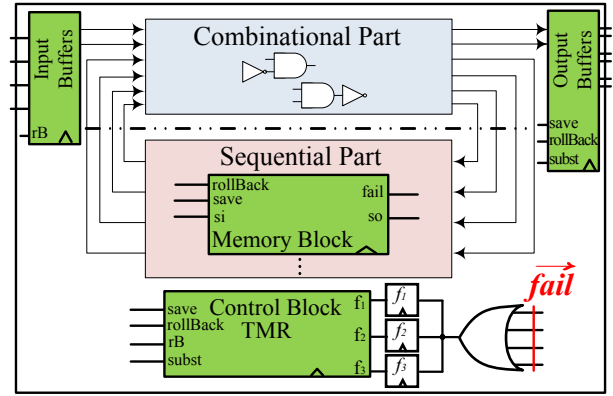 Input
Buffers
rB
Combinational Part
Output
Buffers
save
rollBack
subst
Sequential Part
rollBack
save
si
fail
so
Memory Block
Control Block
TMR
save
rollBack
rB
subst
f1
f2
f3
f1
f2
f3
fail